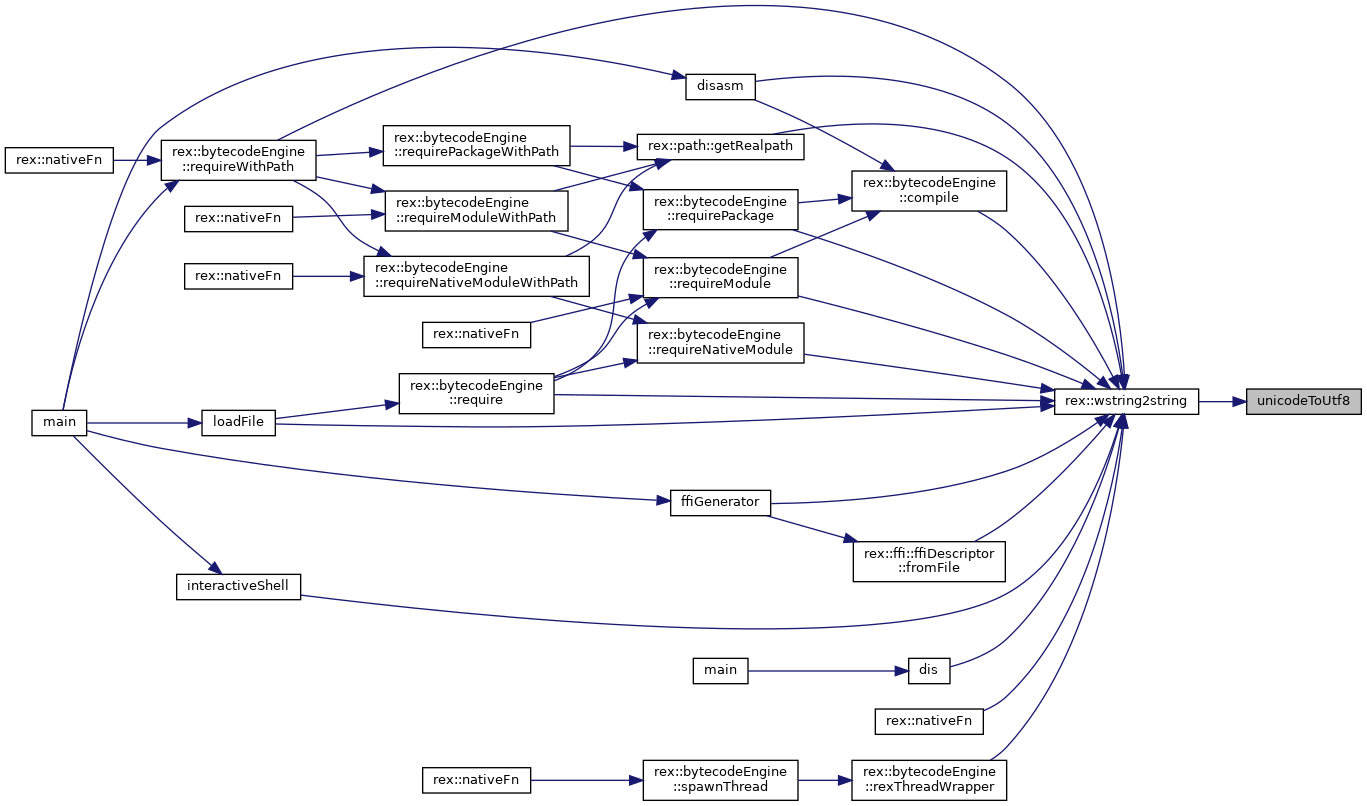 disasm
rex::bytecodeEngine
::requirePackageWithPath
rex::path::getRealpath
rex::nativeFn
rex::bytecodeEngine
::requireWithPath
rex::bytecodeEngine
::compile
rex::bytecodeEngine
::requireModuleWithPath
rex::bytecodeEngine
::requirePackage
rex::nativeFn
rex::nativeFn
rex::bytecodeEngine
::requireNativeModuleWithPath
rex::bytecodeEngine
::requireModule
rex::nativeFn
rex::bytecodeEngine
::requireNativeModule
rex::bytecodeEngine
::require
rex::wstring2string
unicodeToUtf8
main
loadFile
ffiGenerator
rex::ffi::ffiDescriptor
::fromFile
interactiveShell
main
dis
rex::nativeFn
rex::nativeFn
rex::bytecodeEngine
::spawnThread
rex::bytecodeEngine
::rexThreadWrapper